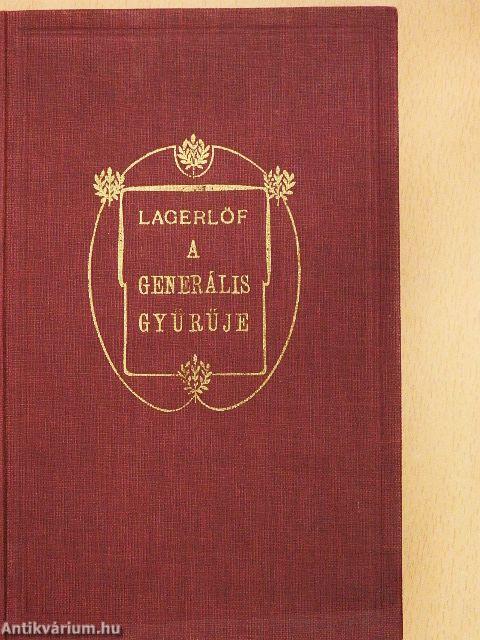 LAGERLÖF
A
GENERÁLIS
GYŰRŰJE
Antikvárium.hu